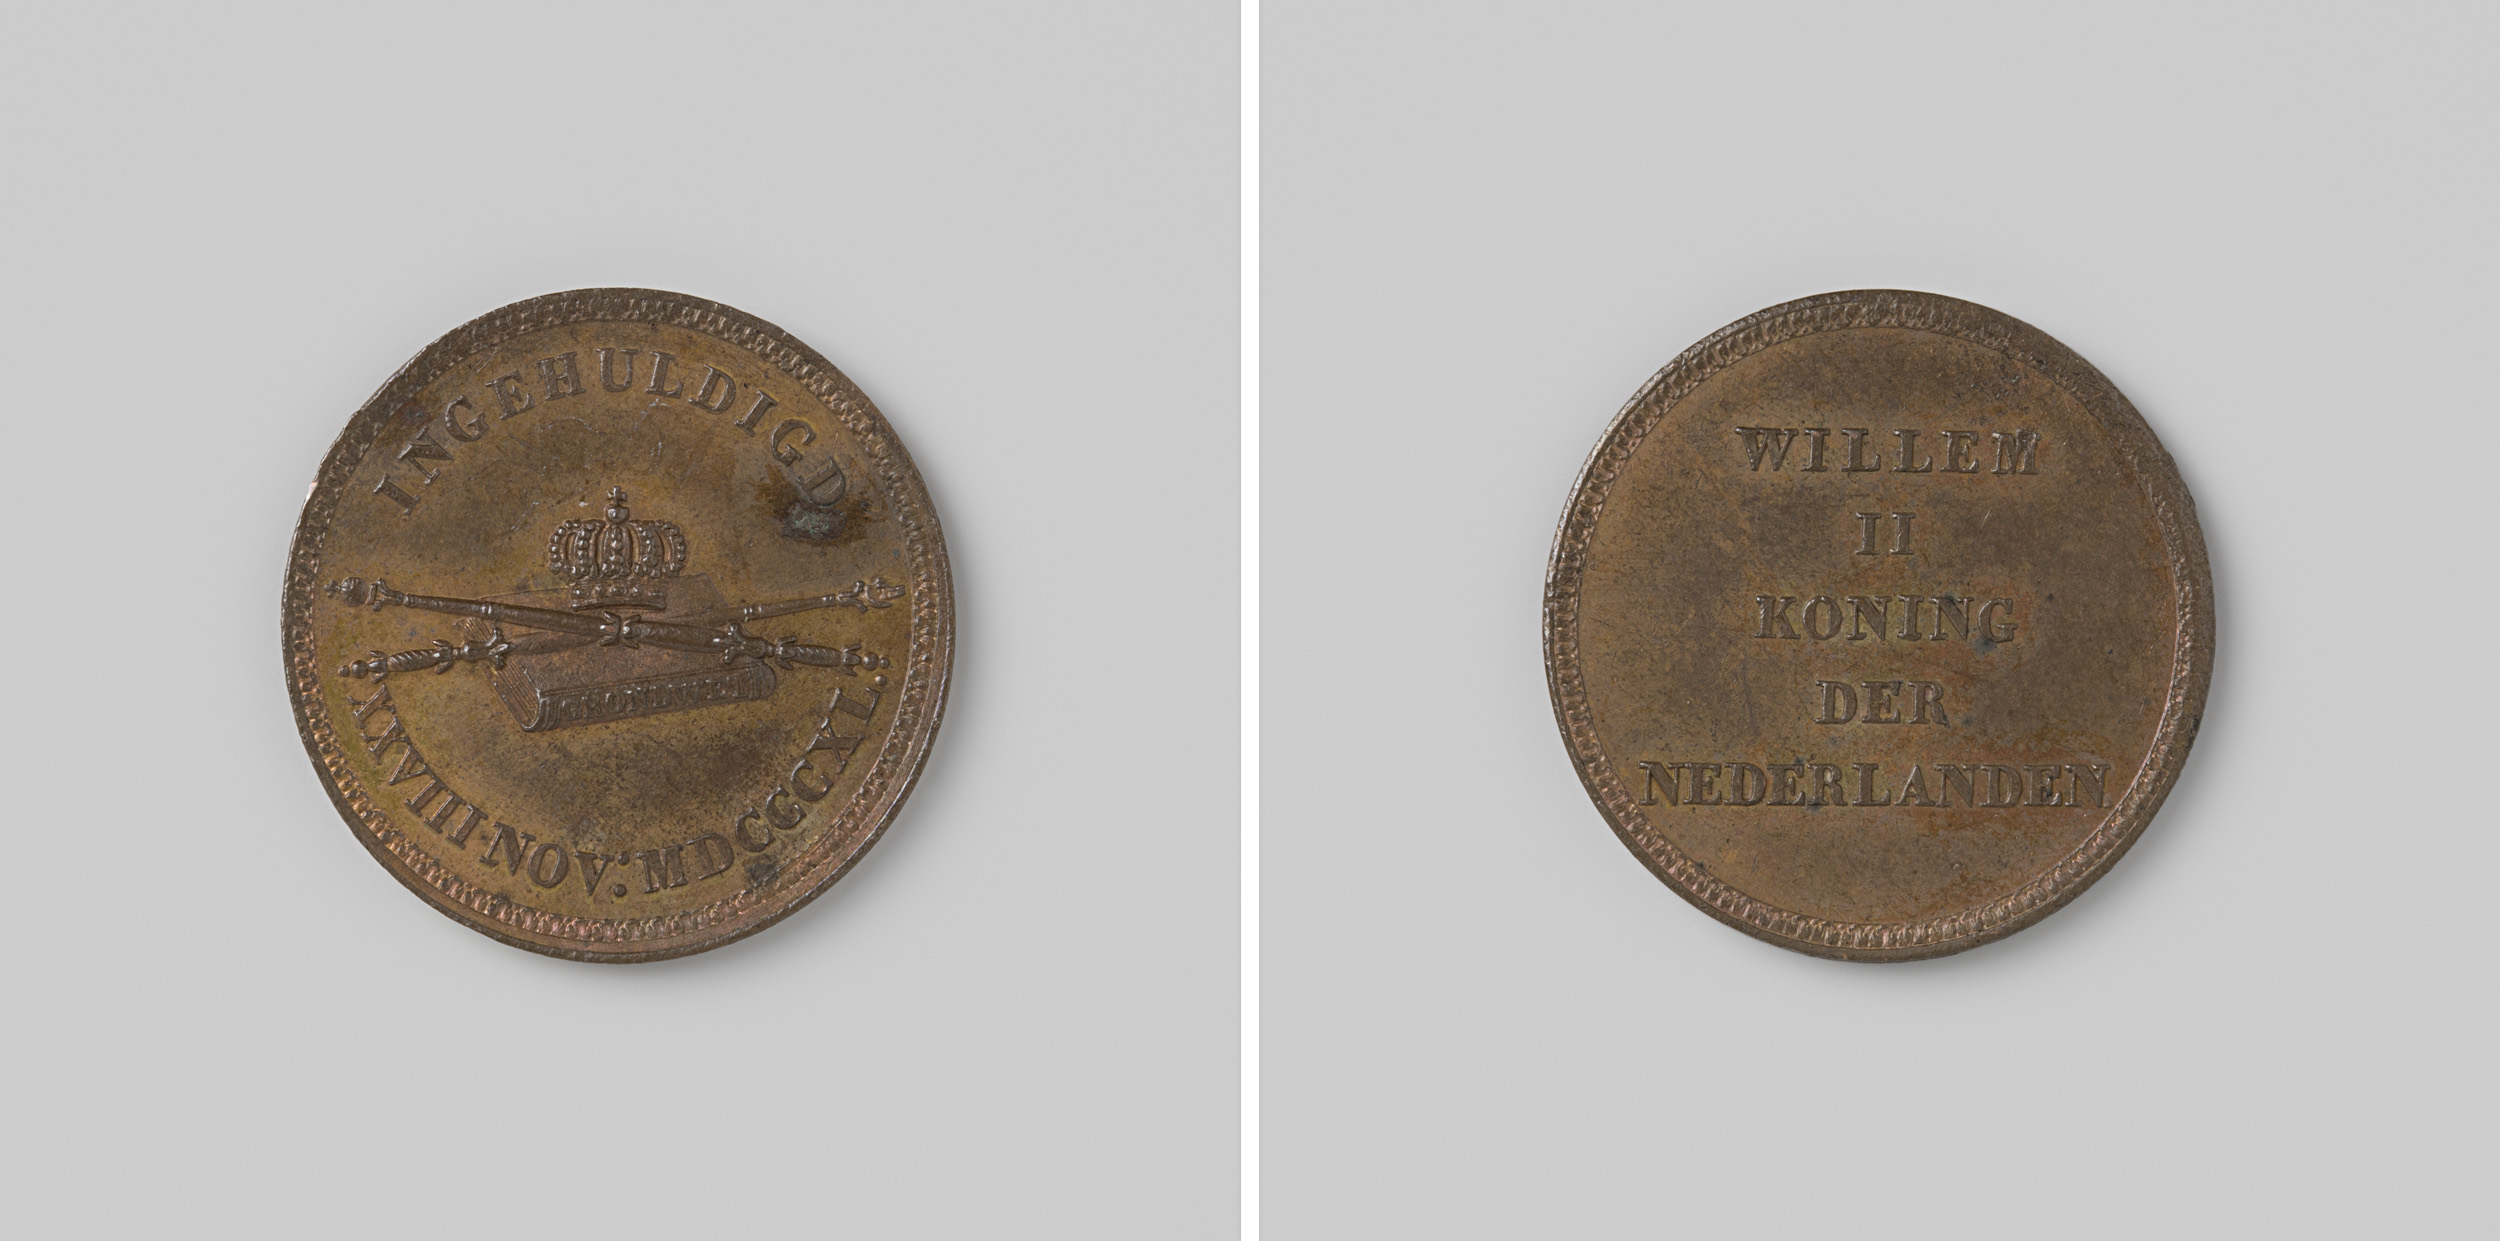 INGEHULDIGD
GRONDWET
XXVIII·NOV: MDCCCXL.
WILLEM
II
KONING
DER
NEDERLANDEN